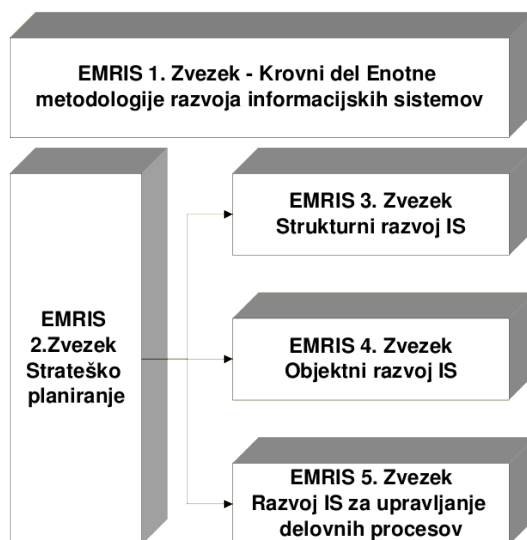 EMRIS 1. Zvezek - Krovni del Enotne
metodologije razvoja informacijskih sistemov
EMRIS
2.Zvezek
Strateško
planiranje
EMRIS 3. Zvezek
Strukturni razvoj IS
EMRIS 4. Zvezek
Objektni razvoj IS
EMRIS 5. Zvezek
Razvoj IS za upravljanje
delovnih procesov